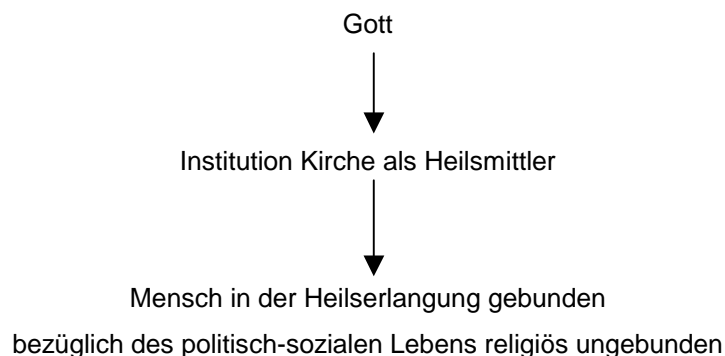 Gott
Institution Kirche als Heilsmittler
Mensch in der Heilserlangung gebunden
bezüglich des politisch-sozialen Lebens religiös ungebunden